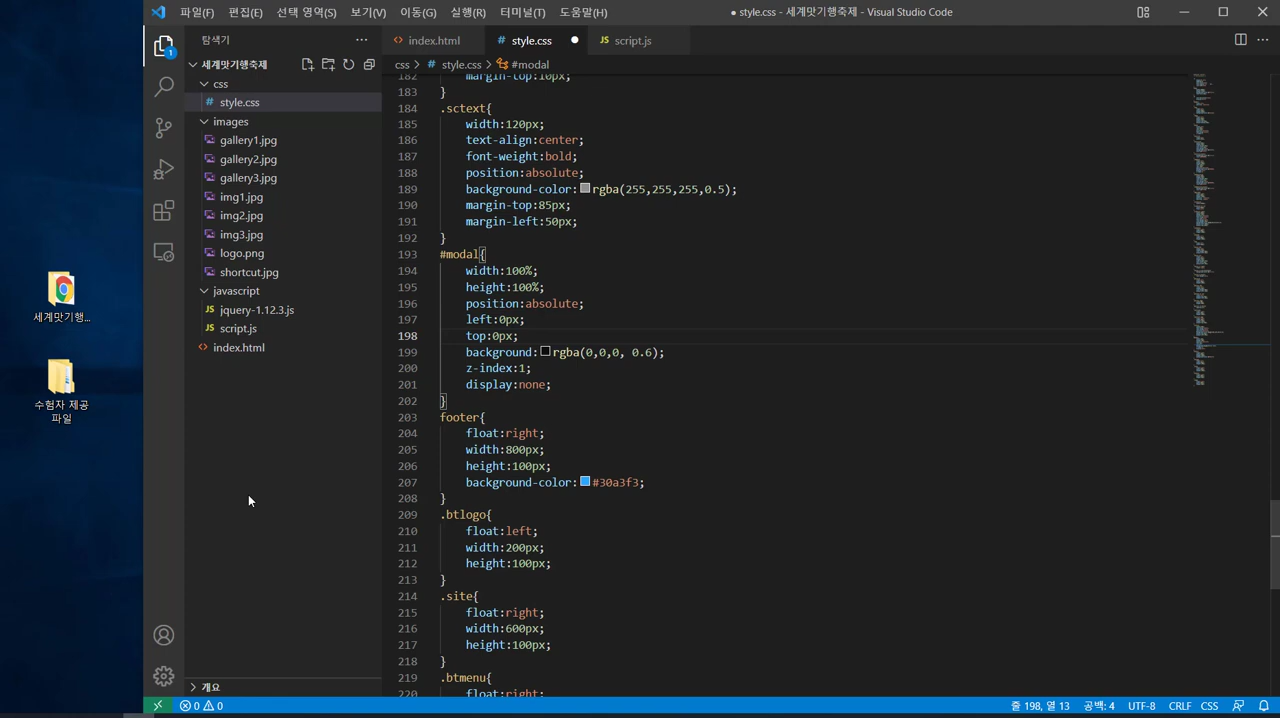 파일(F) 편집(E) 선택 영역(S) 보기(V) 이동(G) 실행(R) 터미널(T) 도움말(H)
● style.css - 세계맛기행축제 - Visual Studio Code
탐색기
index.html
style.css
script.js
세계맛기행축제
css > style.css > #modal
css
style.css
images
gallery1.jpg
gallery2.jpg
gallery3.jpg
img1.jpg
img2.jpg
img3.jpg
logo.png
shortcut.jpg
javascript
jquery-1.12.3.js
script.js
index.html
세계맛기행...
수험자 제공
파일
1
182 margin-top:10px;
183 }
184 .sctext{
185 width:120px;
186 text-align:center;
187 font-weight:bold;
188 position:absolute;
189 background-color:rgba(255,255,255,0.5);
190 margin-top:85px;
191 margin-left:50px;
192 }
193 #modal{
194 width:100%;
195 height:100%;
196 position:absolute;
197 left:0px;
198 top:0px;
199 background:rgba(0,0,0, 0.6);
200 z-index:1;
201 display:none;
202 }
203 footer{
204 float:right;
205 width:800px;
206 height:100px;
207 background-color:#30a3f3;
208 }
209 .btlogo{
210 float:left;
211 width:200px;
212 height:100px;
213 }
214 .site{
215 float:right;
216 width:600px;
217 height:100px;
218 }
219 .btmenu{
220 float:right;
개요
0 0
줄 198, 열 13 공백: 4 UTF-8 CRLF CSS